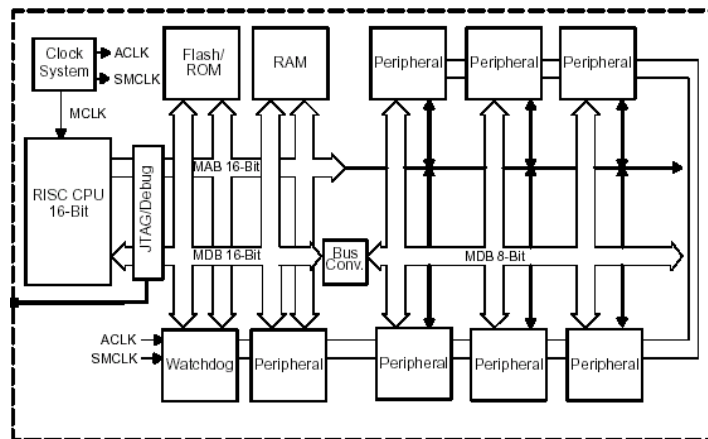 Clock
System
ACLK
SMCLK
MCLK
Flash/
ROM
RAM
Peripheral
Peripheral
Peripheral
RISC CPU
16-Bit
JTAG/Debug
MAB 16-Bit
MDB 16-Bit
Bus
Conv.
MDB 8-Bit
ACLK
SMCLK
Watchdog
Peripheral
Peripheral
Peripheral
Peripheral